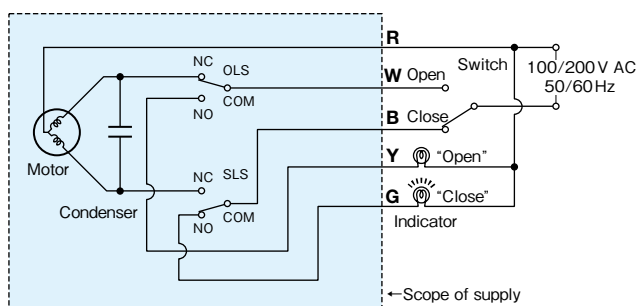 R
Switch
100/200V AC
50/60Hz
NC
OLS
W Open
COM
NO
B Close
Y "Open"
Motor
NC
SLS
G "Close"
Condenser
COM
NO
Indicator
←Scope of supply